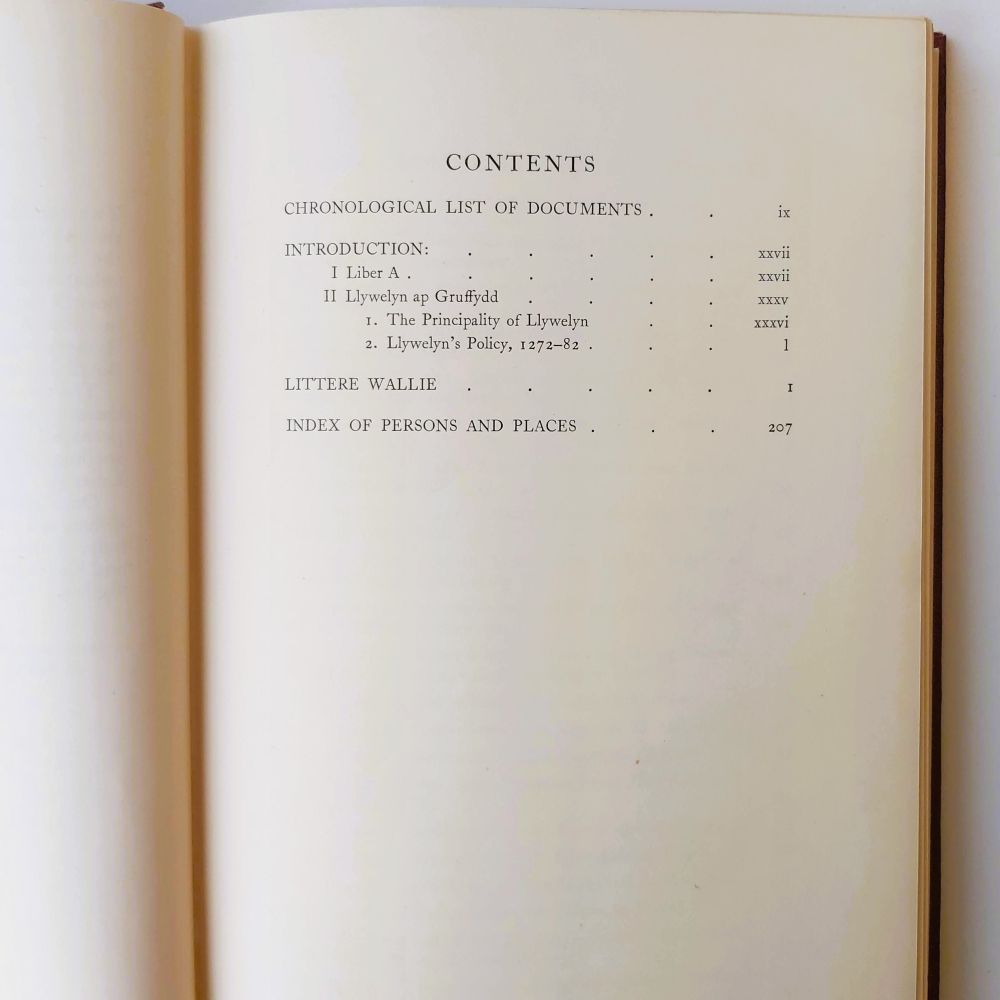 CONTENTS
CHRONOLOGICAL LIST OF DOCUMENTS . . ix
INTRODUCTION: . . . . . xxvii
I Liber A . . . . . . xxvii
II Llywelyn ap Gruffydd . . . . xxxv
1. The Principality of Llywelyn . . xxxvi
2. Llywelyn's Policy, 1272–82 . . . l
LITTERE WALLIE . . . . . 1
INDEX OF PERSONS AND PLACES . . . 207